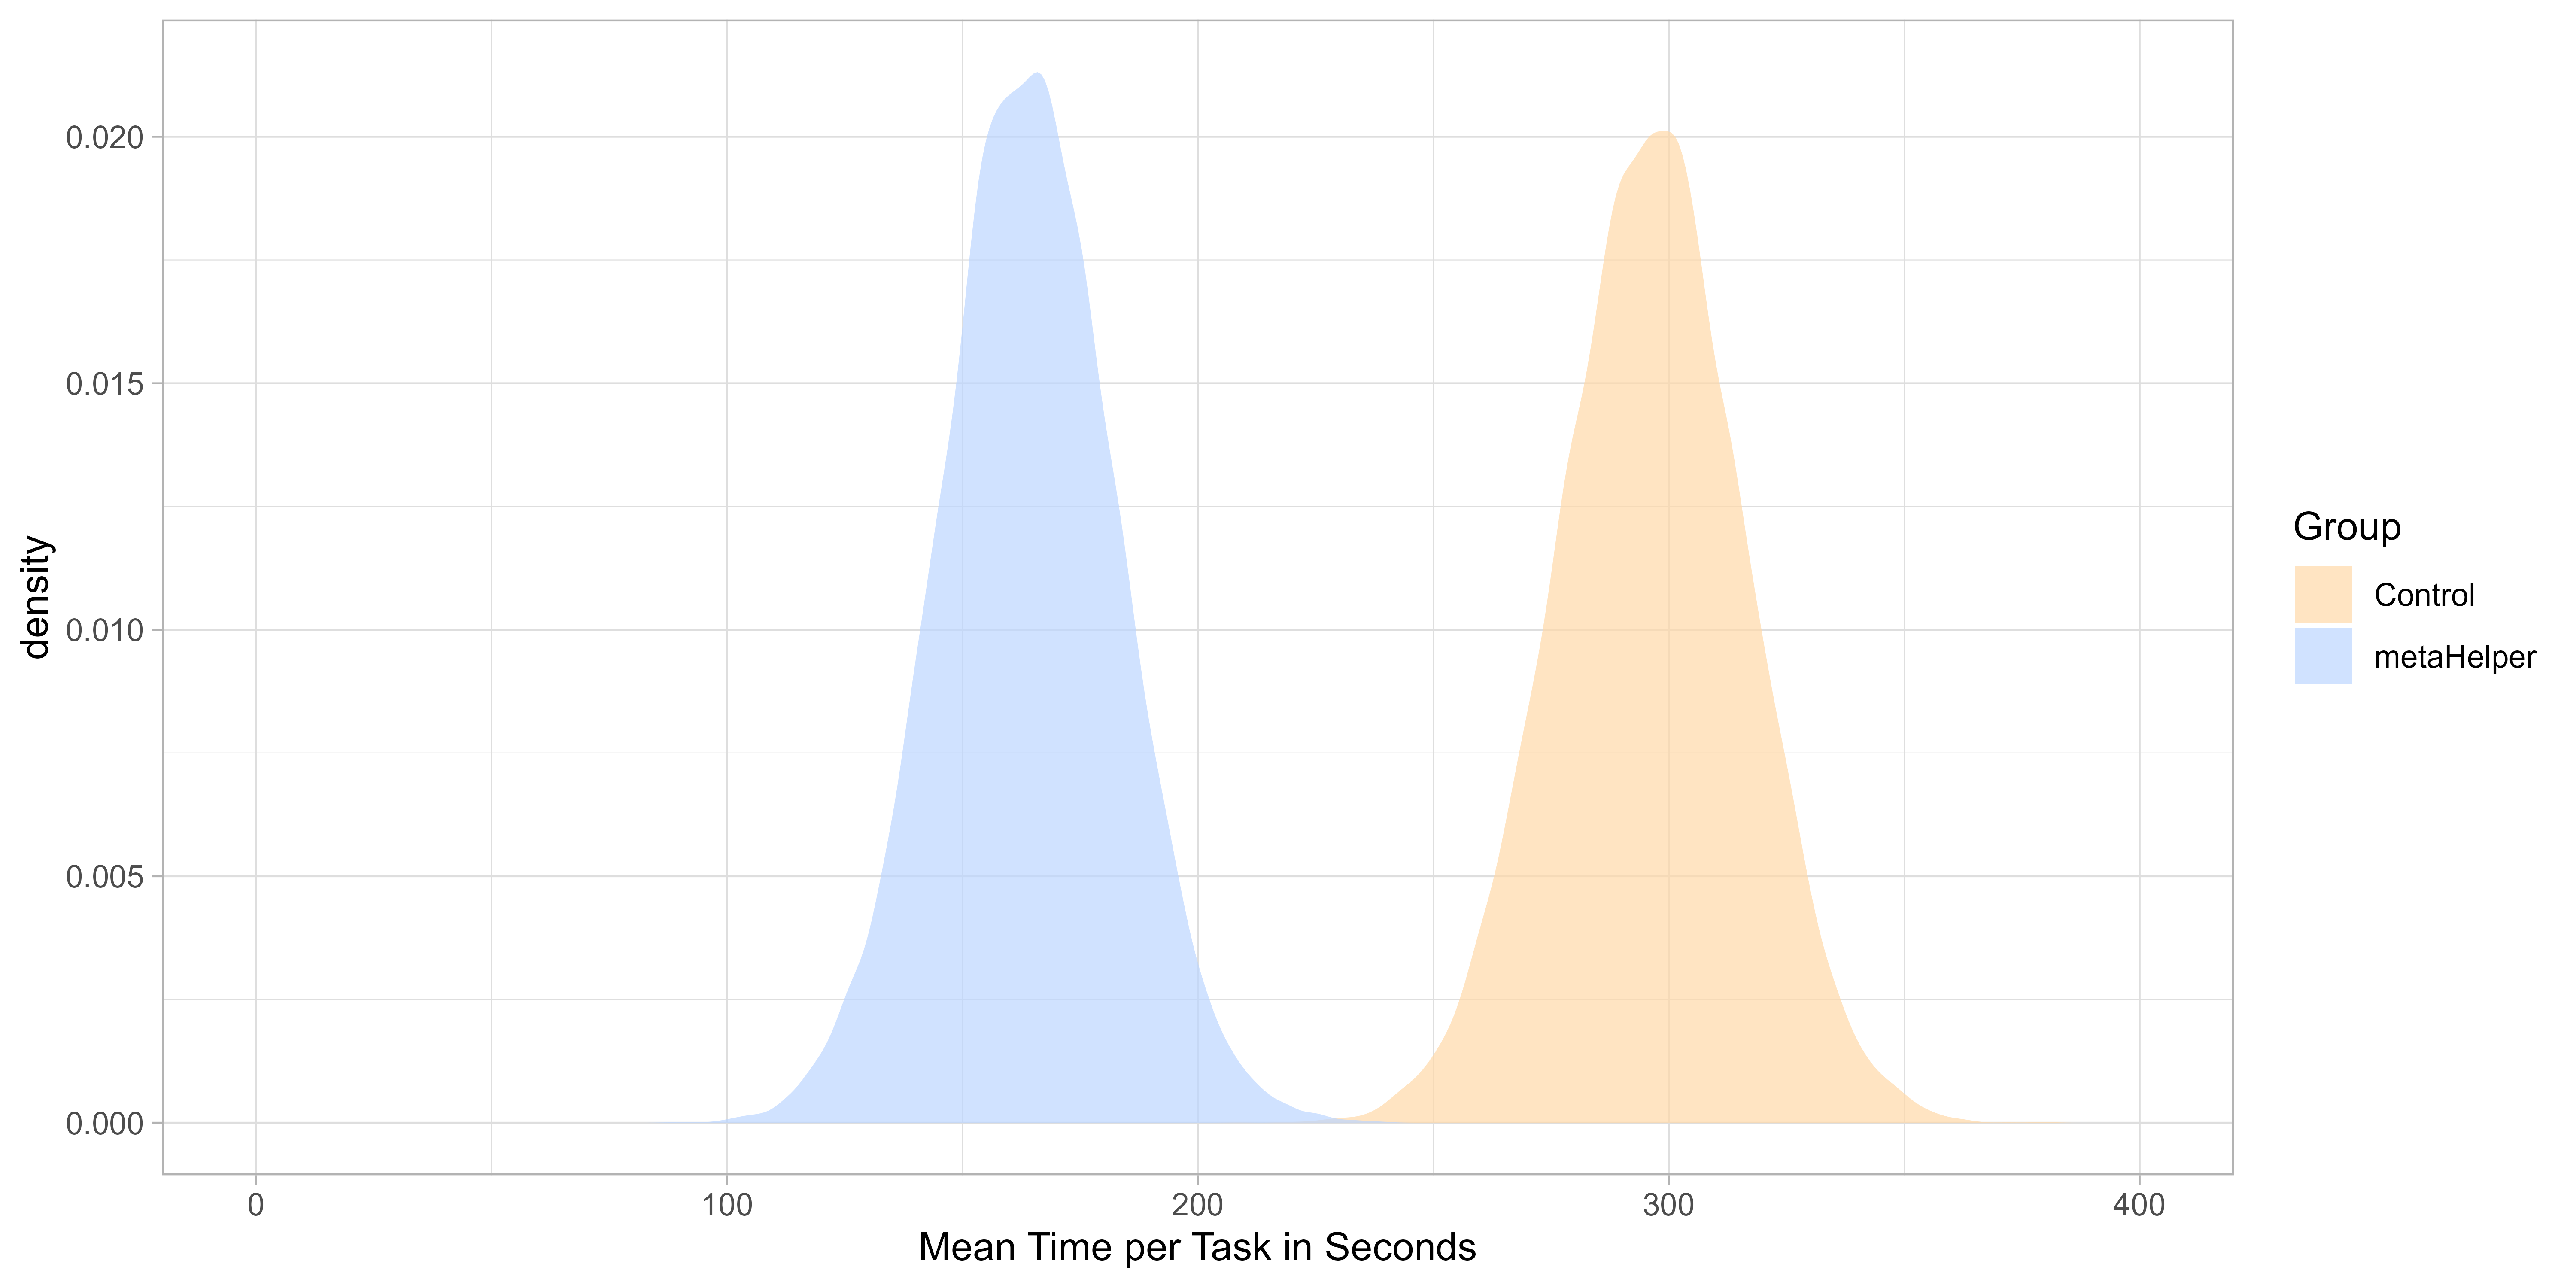 density
0.020
0.015
0.010
0.005
0.000
0 100 200 300 400
Mean Time per Task in Seconds
Group
Control
metaHelper